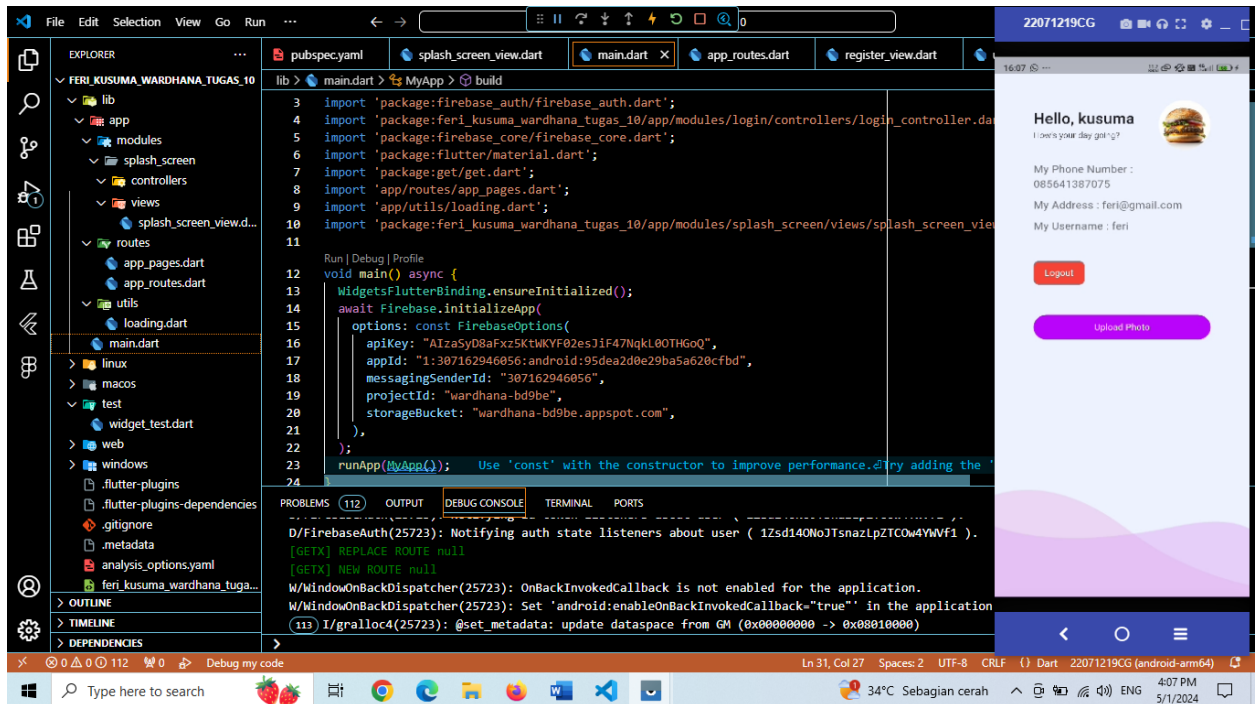 File Edit Selection View Go Run ···
0
22071219CG
EXPLORER ···
FERI_KUSUMA_WARDHANA_TUGAS_10
lib
app
modules
splash_screen
controllers
views
splash_screen_view.d...
routes
app_pages.dart
app_routes.dart
utils
loading.dart
main.dart
linux
macos
test
widget_test.dart
web
windows
.flutter-plugins
.flutter-plugins-dependencies
.gitignore
.metadata
analysis_options.yaml
feri_kusuma_wardhana_tuga...
OUTLINE
TIMELINE
DEPENDENCIES
pubspec.yaml splash_screen_view.dart main.dart app_routes.dart register_view.dart
lib > main.dart > MyApp > build
3 import 'package:firebase_auth/firebase_auth.dart';
4 import 'package:feri_kusuma_wardhana_tugas_10/app/modules/login/controllers/login_controller.da
5 import 'package:firebase_core/firebase_core.dart';
6 import 'package:flutter/material.dart';
7 import 'package:get/get.dart';
8 import 'app/routes/app_pages.dart';
9 import 'app/utils/loading.dart';
10 import 'package:feri_kusuma_wardhana_tugas_10/app/modules/splash_screen/views/splash_screen_vie
11
Run | Debug | Profile
12 void main() async {
13 WidgetsFlutterBinding.ensureInitialized();
14 await Firebase.initializeApp(
15 options: const FirebaseOptions(
16 apiKey: "AIzaSyD8aFxz5KtWKYF02esJiF47NqkL0OTHGoQ",
17 appId: "1:307162946056:android:95dea2d0e29ba5a620cfbd",
18 messagingSenderId: "307162946056",
19 projectId: "wardhana-bd9be",
20 storageBucket: "wardhana-bd9be.appspot.com",
21 ),
22 );
23 runApp(MyApp()); Use 'const' with the constructor to improve performance. Try adding the '
24 }
PROBLEMS 112 OUTPUT DEBUG CONSOLE TERMINAL PORTS
D/FirebaseAuth(25723): Notifying auth state listeners about user ( 1Zsd14ONoJTsnazLpZTCOw4YWVf1 ).
[GETX] REPLACE ROUTE null
[GETX] NEW ROUTE null
W/WindowOnBackDispatcher(25723): OnBackInvokedCallback is not enabled for the application.
W/WindowOnBackDispatcher(25723): Set 'android:enableOnBackInvokedCallback="true"' in the application
113 I/gralloc4(25723): @set_metadata: update dataspace from GM (0x00000000 -> 0x08010000)
>
16:07
Hello, kusuma
How's your day going?
My Phone Number :
085641387075
My Address : feri@gmail.com
My Username : feri
Logout
Upload Photo
0 0 112 0 Debug my code Ln 31, Col 27 Spaces: 2 UTF-8 CRLF {} Dart 22071219CG (android-arm64)
Type here to search 34°C Sebagian cerah ENG 4:07 PM
5/1/2024